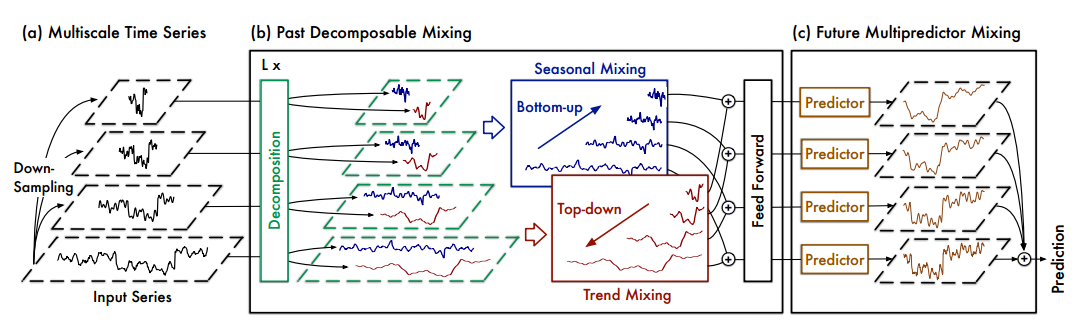 (a) Multiscale Time Series
(b) Past Decomposable Mixing
(c) Future Multipredictor Mixing
Down-
Sampling
Input Series
L x
Decomposition
Seasonal Mixing
Bottom-up
Top-down
Trend Mixing
+
+
+
+
Feed Forward
Predictor
Predictor
Predictor
Predictor
+
Prediction